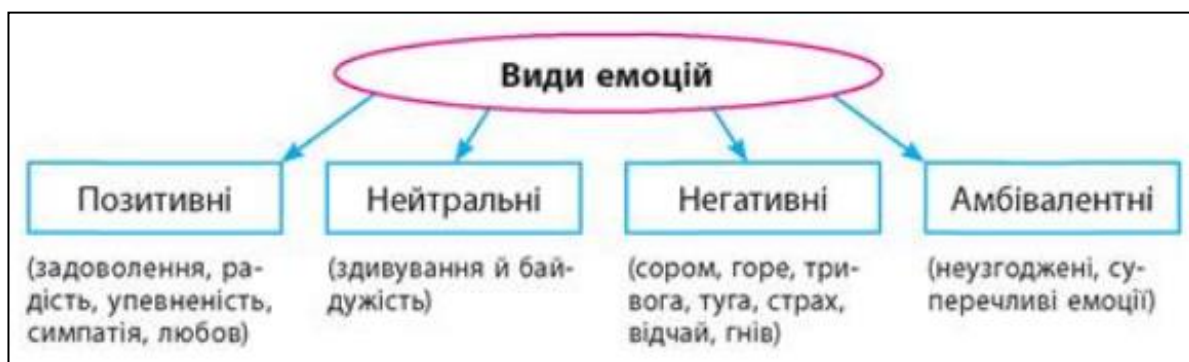 Види емоцій
Позитивні
Нейтральні
Негативні
Амбівалентні
(задоволення, ра-
дість, упевненість,
симпатія, любов)
(здивування й бай-
дужість)
(сором, горе, три-
вога, туга, страх,
відчай, гнів)
(неузгоджені, су-
перечливі емоції)